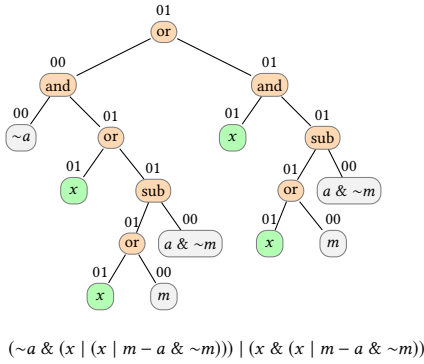 01
or
00
01
and
and
00
01
01
01
~a
or
x
sub
01
01
01
00
x
sub
or
a & ~m
01
00
01
00
or
a & ~m
x
m
01
00
x
m
(~a & (x | (x | m − a & ~m))) | (x & (x | m − a & ~m))